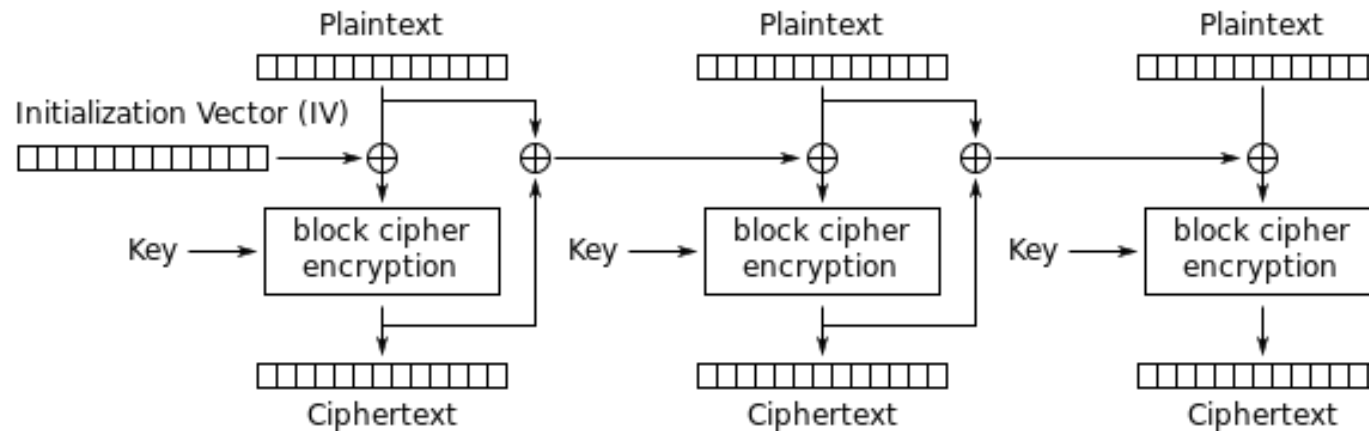 Plaintext
Plaintext
Plaintext
Initialization Vector (IV)
Key
block cipher
encryption
Key
block cipher
encryption
Key
block cipher
encryption
Ciphertext
Ciphertext
Ciphertext